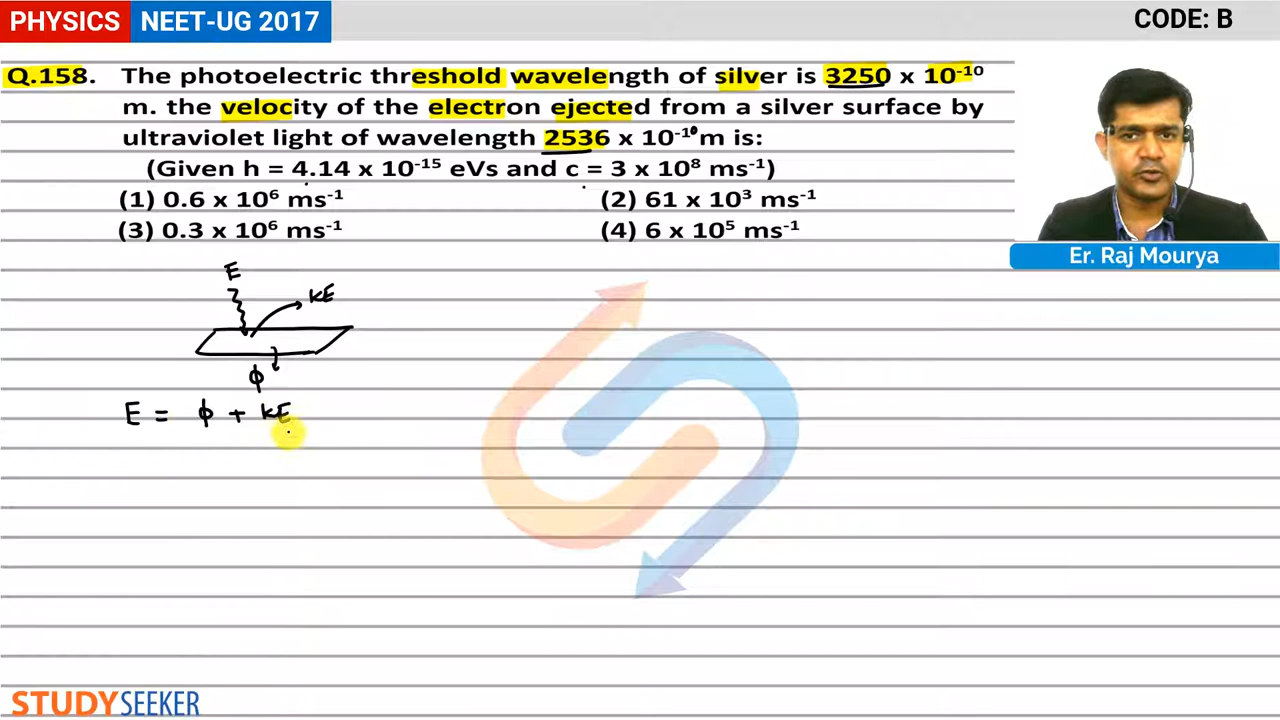 PHYSICS NEET-UG 2017 CODE: B
Q.158. The photoelectric threshold wavelength of silver is 3250 x 10⁻¹⁰
m. the velocity of the electron ejected from a silver surface by
ultraviolet light of wavelength 2536 x 10⁻¹⁰m is:
(Given h = 4.14 x 10⁻¹⁵ eVs and c = 3 x 10⁸ ms⁻¹)
(1) 0.6 x 10⁶ ms⁻¹ (2) 61 x 10³ ms⁻¹
(3) 0.3 x 10⁶ ms⁻¹ (4) 6 x 10⁵ ms⁻¹
Er. Raj Mourya
E
KE
ϕ
E = ϕ + KE
STUDYSEEKER